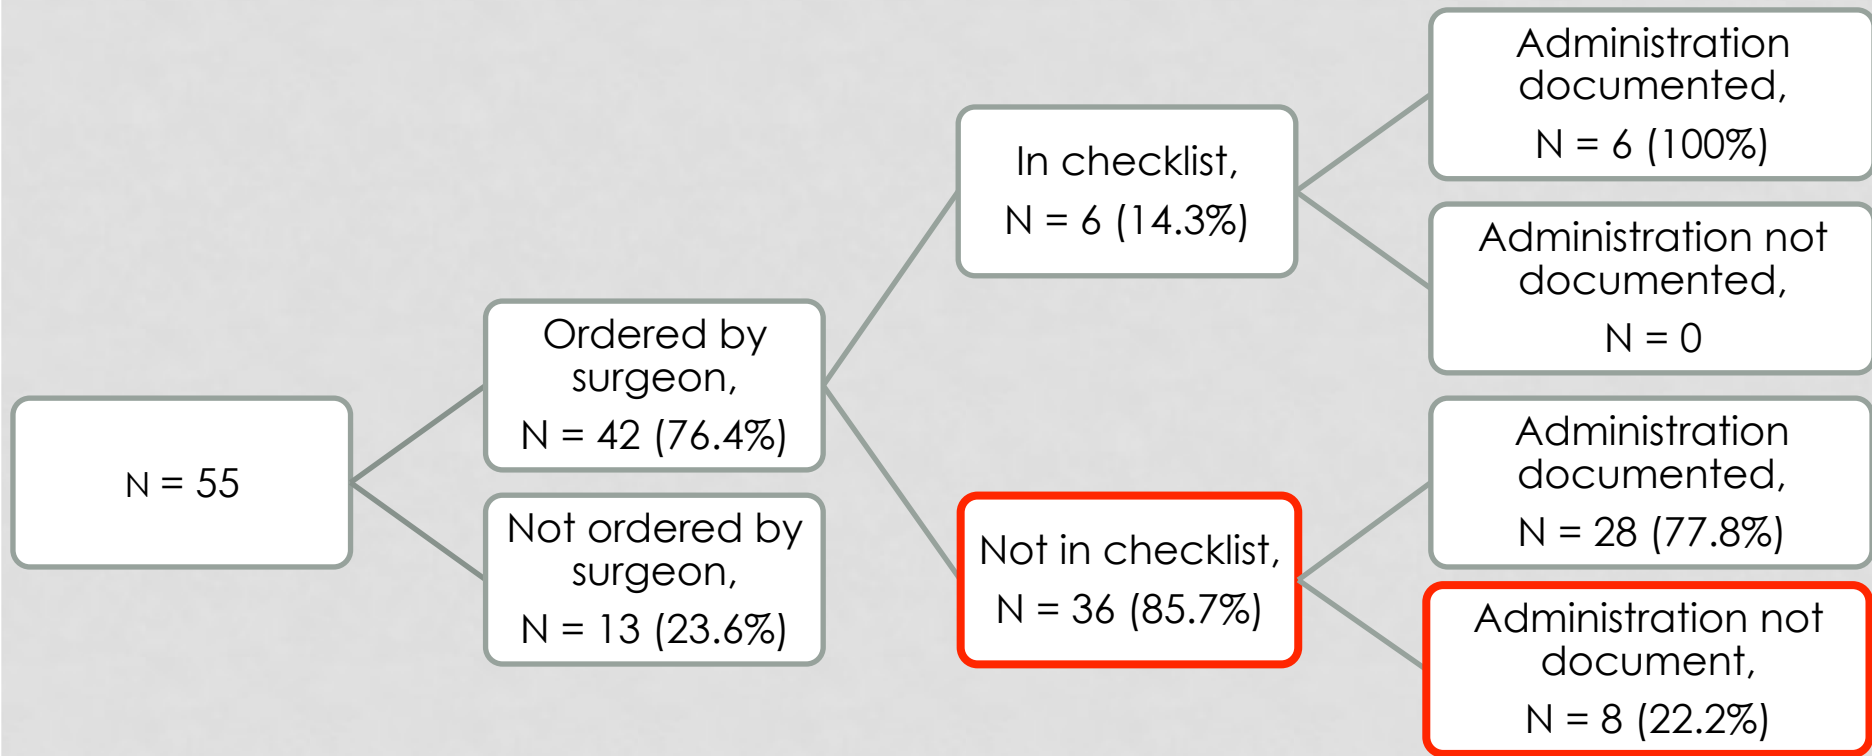 N = 55
Ordered by
surgeon,
N = 42 (76.4%)
Not ordered by
surgeon,
N = 13 (23.6%)
In checklist,
N = 6 (14.3%)
Not in checklist,
N = 36 (85.7%)
Administration
documented,
N = 6 (100%)
Administration not
documented,
N = 0
Administration
documented,
N = 28 (77.8%)
Administration not
document,
N = 8 (22.2%)